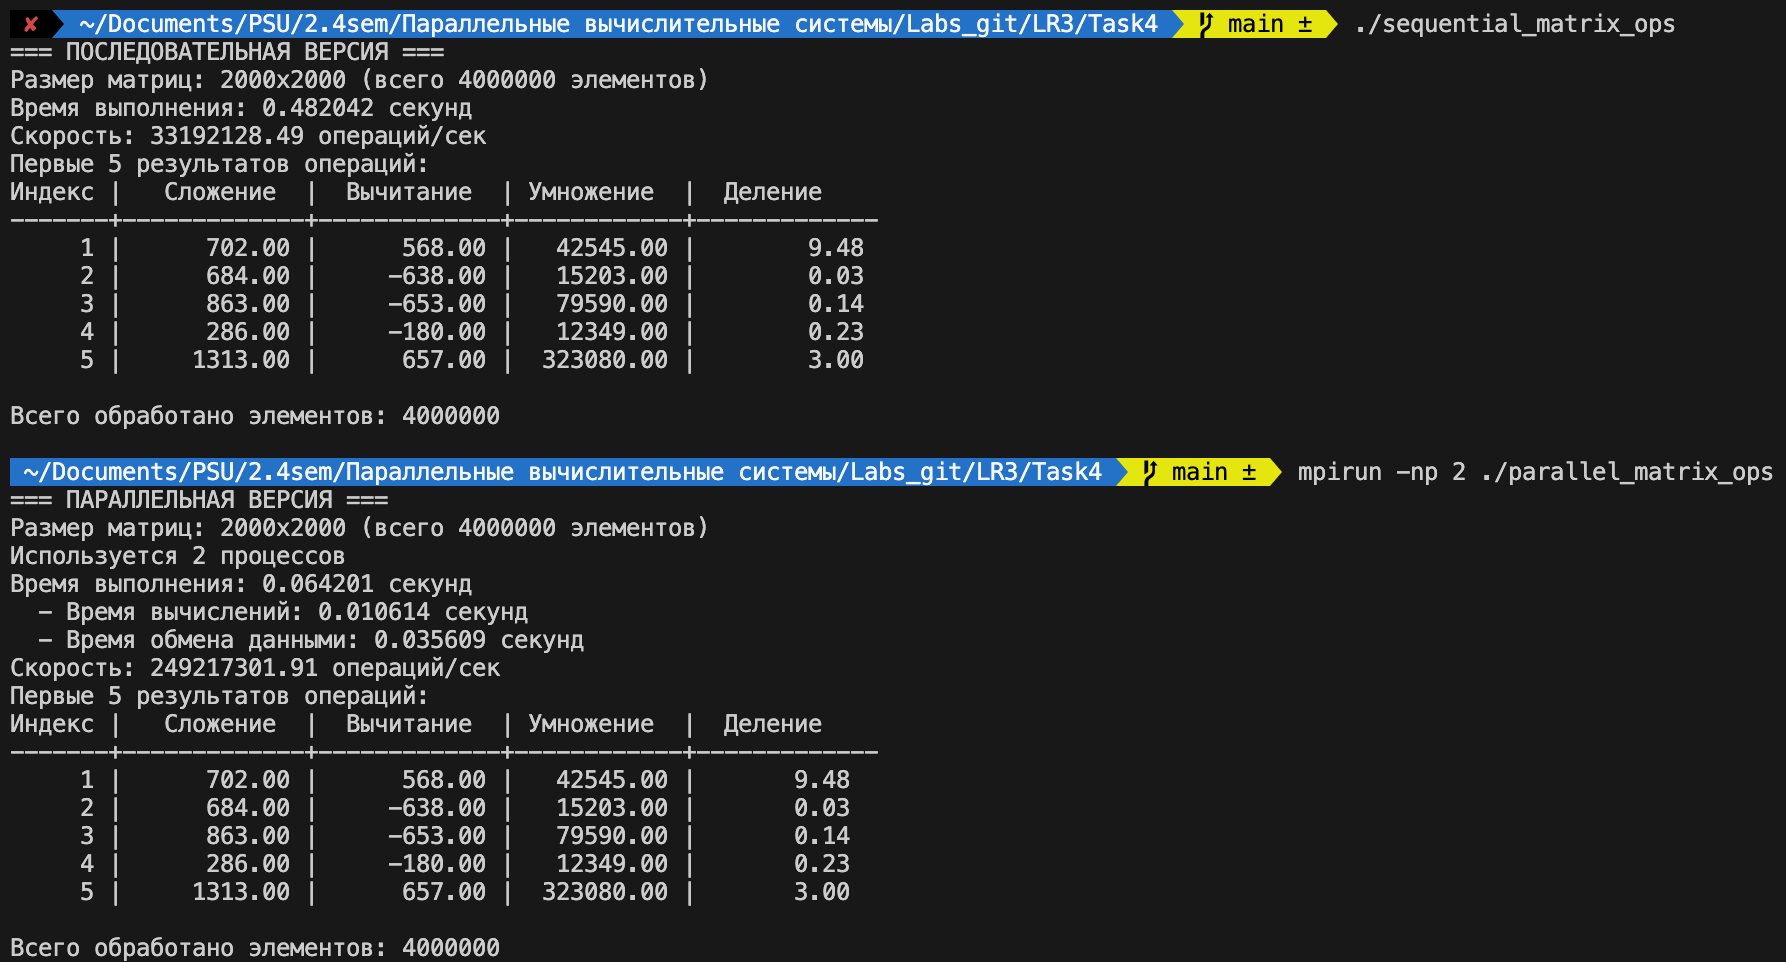 ✘ ~/Documents/PSU/2.4sem/Параллельные вычислительные системы/Labs_git/LR3/Task4 main ± ./sequential_matrix_ops
=== ПОСЛЕДОВАТЕЛЬНАЯ ВЕРСИЯ ===
Размер матриц: 2000x2000 (всего 4000000 элементов)
Время выполнения: 0.482042 секунд
Скорость: 33192128.49 операций/сек
Первые 5 результатов операций:
Индекс |   Сложение  |  Вычитание  | Умножение  |  Деление
-------+-------------+-------------+------------+-------------
     1 |      702.00 |      568.00 |   42545.00 |        9.48
     2 |      684.00 |     -638.00 |   15203.00 |        0.03
     3 |      863.00 |     -653.00 |   79590.00 |        0.14
     4 |      286.00 |     -180.00 |   12349.00 |        0.23
     5 |     1313.00 |      657.00 |  323080.00 |        3.00
Всего обработано элементов: 4000000
~/Documents/PSU/2.4sem/Параллельные вычислительные системы/Labs_git/LR3/Task4 main ± mpirun -np 2 ./parallel_matrix_ops
=== ПАРАЛЛЕЛЬНАЯ ВЕРСИЯ ===
Размер матриц: 2000x2000 (всего 4000000 элементов)
Используется 2 процессов
Время выполнения: 0.064201 секунд
  - Время вычислений: 0.010614 секунд
  - Время обмена данными: 0.035609 секунд
Скорость: 249217301.91 операций/сек
Первые 5 результатов операций:
Индекс |   Сложение  |  Вычитание  | Умножение  |  Деление
-------+-------------+-------------+------------+-------------
     1 |      702.00 |      568.00 |   42545.00 |       9.48
     2 |      684.00 |     -638.00 |   15203.00 |       0.03
     3 |      863.00 |     -653.00 |   79590.00 |       0.14
     4 |      286.00 |     -180.00 |   12349.00 |       0.23
     5 |     1313.00 |      657.00 |  323080.00 |       3.00
Всего обработано элементов: 4000000